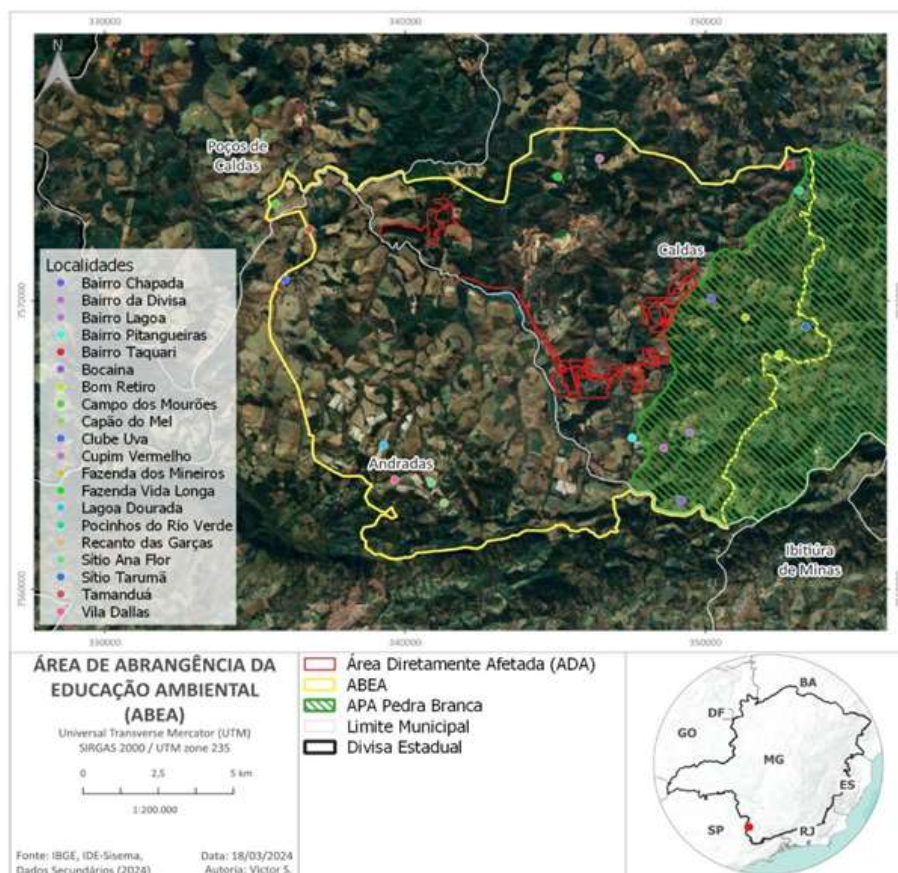 330000
340000
350000
N
Poços de
Caldas
Caldas
Localidades
Bairro Chapada
Bairro da Divisa
Bairro Lagoa
Bairro Pitangueiras
Bairro Taquari
Bocaina
Bom Retiro
Campo dos Mourões
Capão do Mel
Clube Uva
Cupim Vermelho
Fazenda dos Mineiros
Fazenda Vida Longa
Lagoa Dourada
Pocinhos do Rio Verde
Recanto das Garças
Sítio Ana Flor
Sítio Tarumã
Tamanduá
Vila Dallas
7570000
7560000
Andradas
Ibitiúra
de Minas
330000
340000
350000
ÁREA DE ABRANGÊNCIA DA
EDUCAÇÃO AMBIENTAL
(ABEA)
Universal Transverse Mercator (UTM)
SIRGAS 2000 / UTM zone 23S
0 2,5 5 km
1:200.000
Fonte: IBGE, IDE-Sisema,
Dados Secundários (2024)
Data: 18/03/2024
Autoria: Victor S.
Área Diretamente Afetada (ADA)
ABEA
APA Pedra Branca
Limite Municipal
Divisa Estadual
BA
DF
GO
MG
ES
SP
RJ